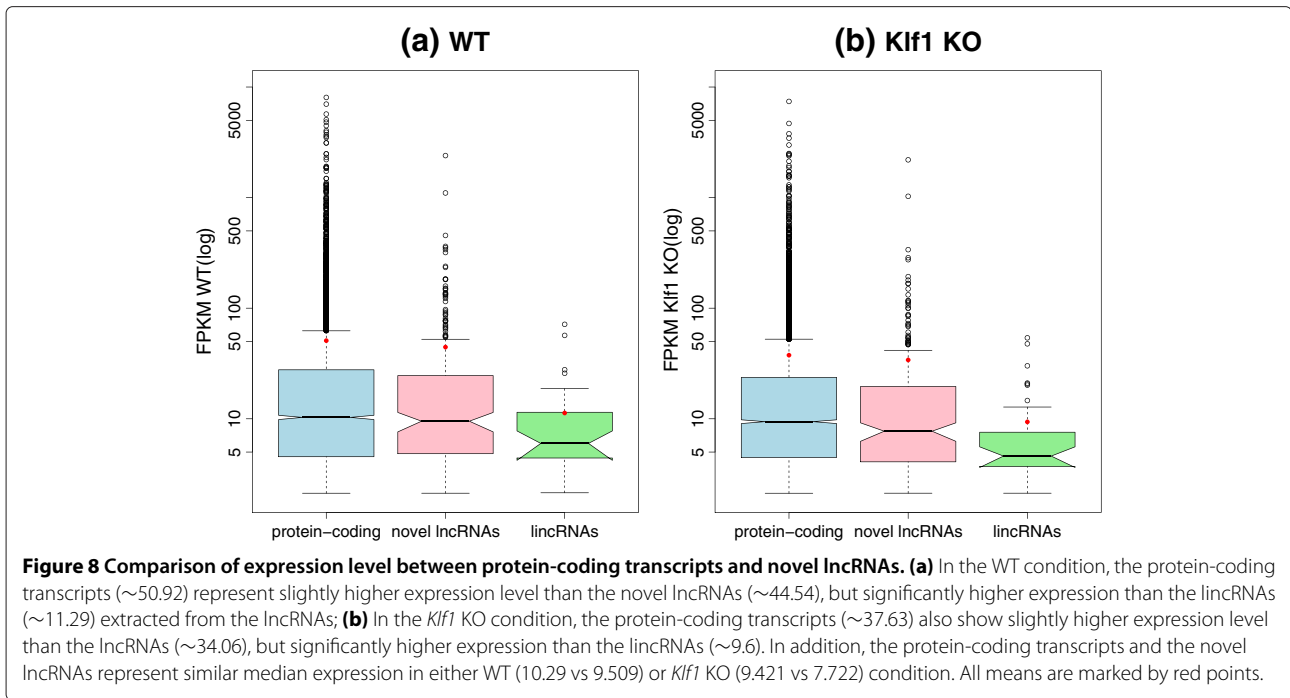 (a) WT
(b) Klf1 KO
FPKM WT(log)
5000
500
100
50
10
5
protein−coding
novel lncRNAs
lincRNAs
FPKM Klf1 KO(log)
5000
500
100
50
10
5
protein−coding
novel lncRNAs
lincRNAs
Figure 8 Comparison of expression level between protein-coding transcripts and novel lncRNAs. (a) In the WT condition, the protein-coding
transcripts (∼50.92) represent slightly higher expression level than the novel lncRNAs (∼44.54), but significantly higher expression than the lincRNAs
(∼11.29) extracted from the lncRNAs; (b) In the Klf1 KO condition, the protein-coding transcripts (∼37.63) also show slightly higher expression level
than the lncRNAs (∼34.06), but significantly higher expression than the lincRNAs (∼9.6). In addition, the protein-coding transcripts and the novel
lncRNAs represent similar median expression in either WT (10.29 vs 9.509) or Klf1 KO (9.421 vs 7.722) condition. All means are marked by red points.